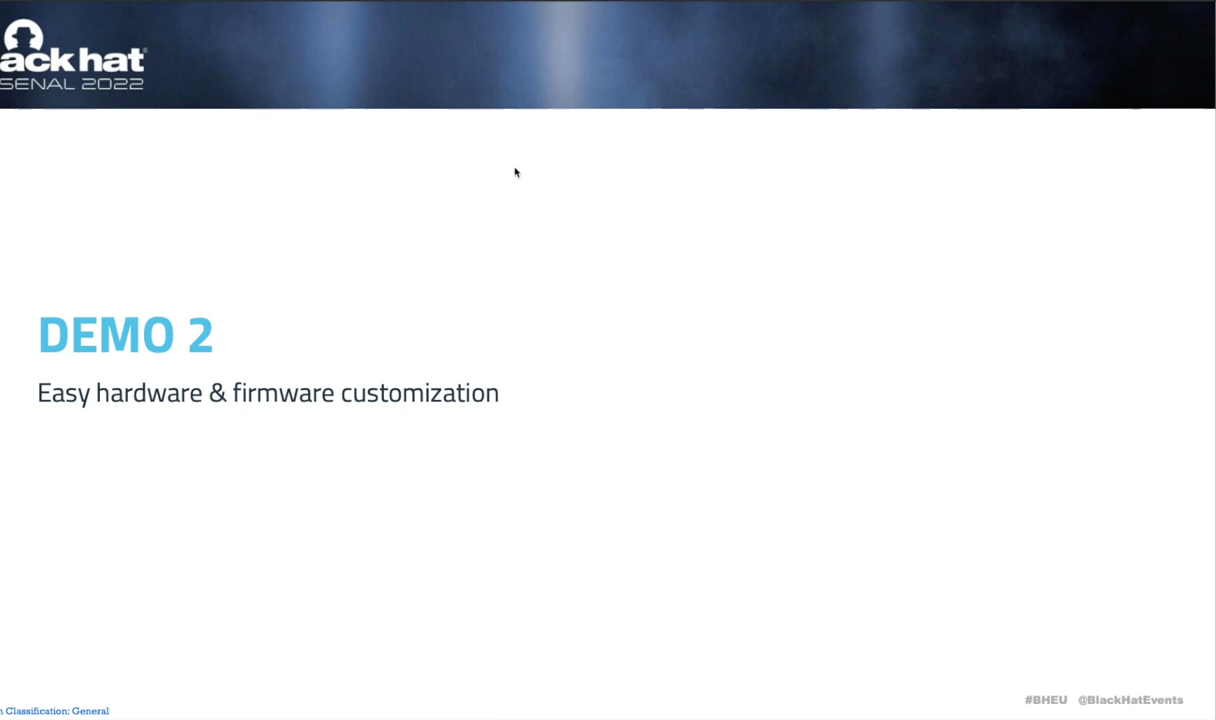 ack hat
SENAL 2022
DEMO 2
Easy hardware & firmware customization
#BHEU @BlackHatEvents
n Classification: General